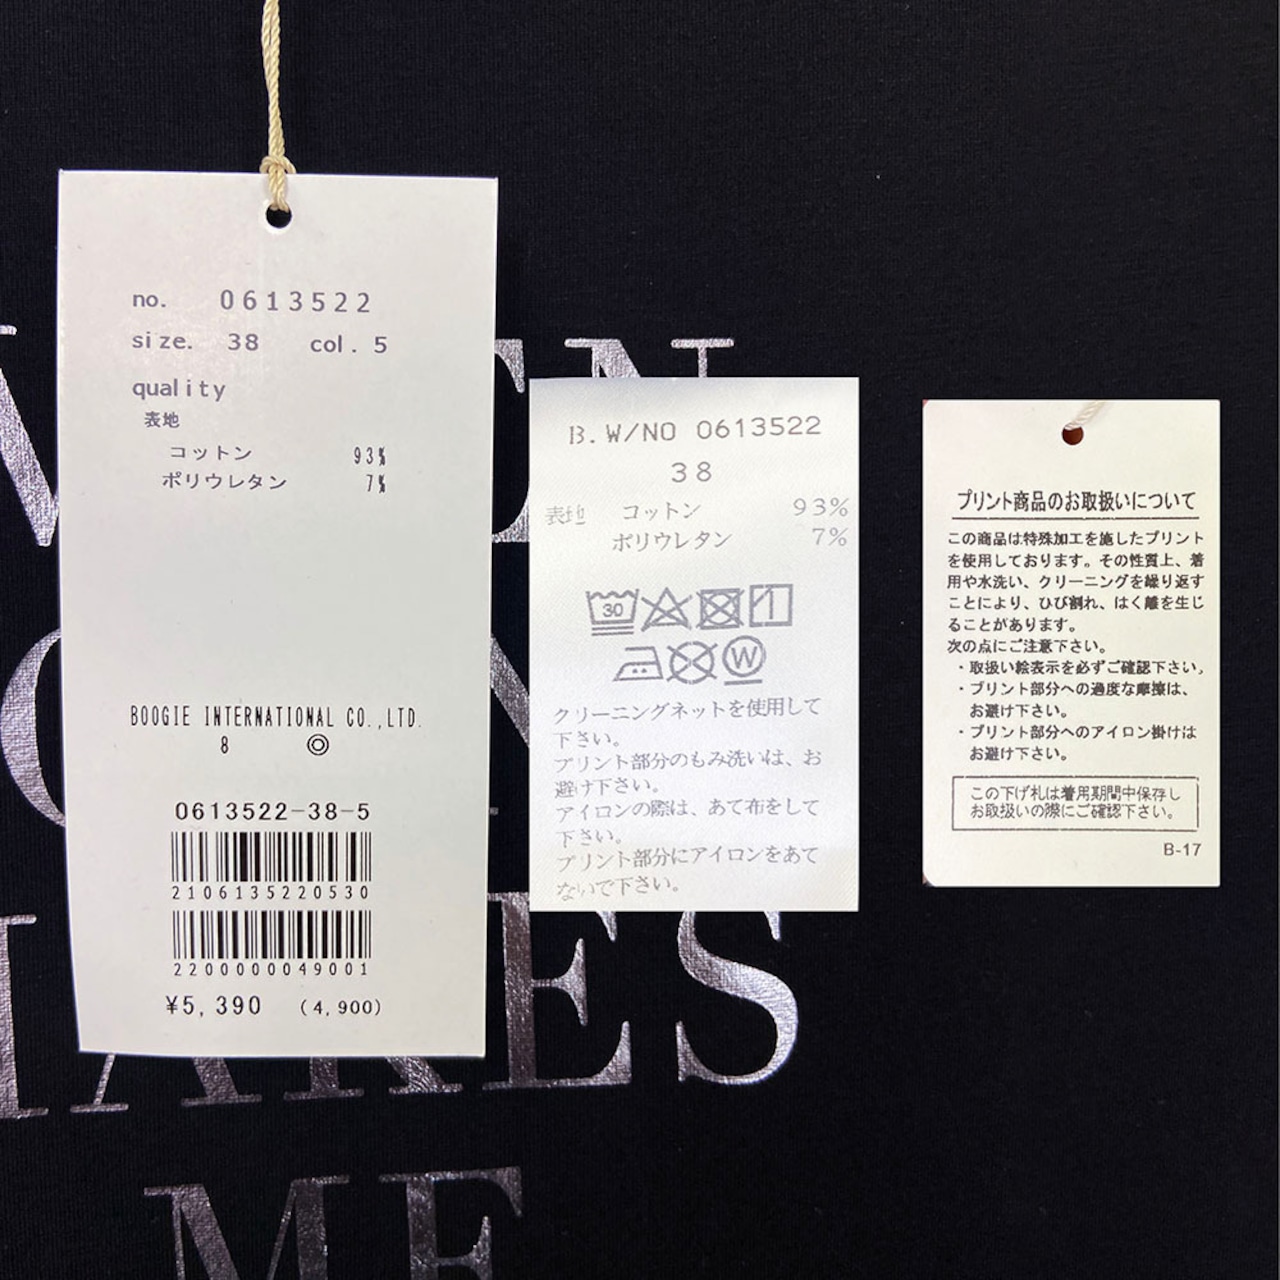 no. 0613522
size. 38 col. 5
quality
表地
コットン 93%
ポリウレタン 7%
BOOGIE INTERNATIONAL CO.,LTD.
8 ◎
0613522-38-5
2106135220530
2200000049001
¥5,390 (4,900)
B.W/NO 0613522
38
表地 コットン 93%
ポリウレタン 7%
30
W
クリーニングネットを使用して
下さい。
プリント部分のもみ洗いは、お
避け下さい。
アイロンの際は、あて布をして
下さい。
プリント部分にアイロンをあて
ないで下さい。
プリント商品のお取扱いについて
この商品は特殊加工を施したプリント
を使用しております。その性質上、着
用や水洗い、クリーニングを繰り返す
ことにより、ひび割れ、はく離を生じ
ることがあります。
次の点にご注意下さい。
・取扱い絵表示を必ずご確認下さい。
・プリント部分への過度な摩擦は、
お避け下さい。
・プリント部分へのアイロン掛けは
お避け下さい。
この下げ札は着用期間中保存し
お取扱いの際にご確認下さい。
B-17
ME